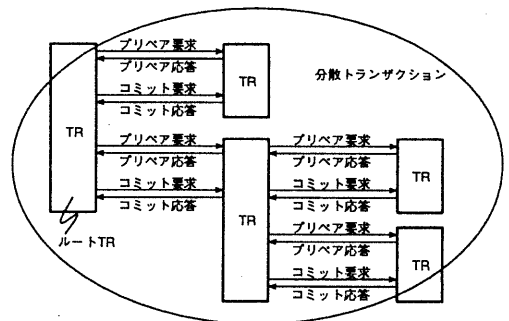 プリペア要求
プリペア応答
コミット要求
コミット応答
TR
分散トランザクション
TR
プリペア要求
プリペア応答
コミット要求
コミット応答
TR
プリペア要求
プリペア応答
コミット要求
コミット応答
TR
プリペア要求
プリペア応答
コミット要求
コミット応答
TR
ルートTR